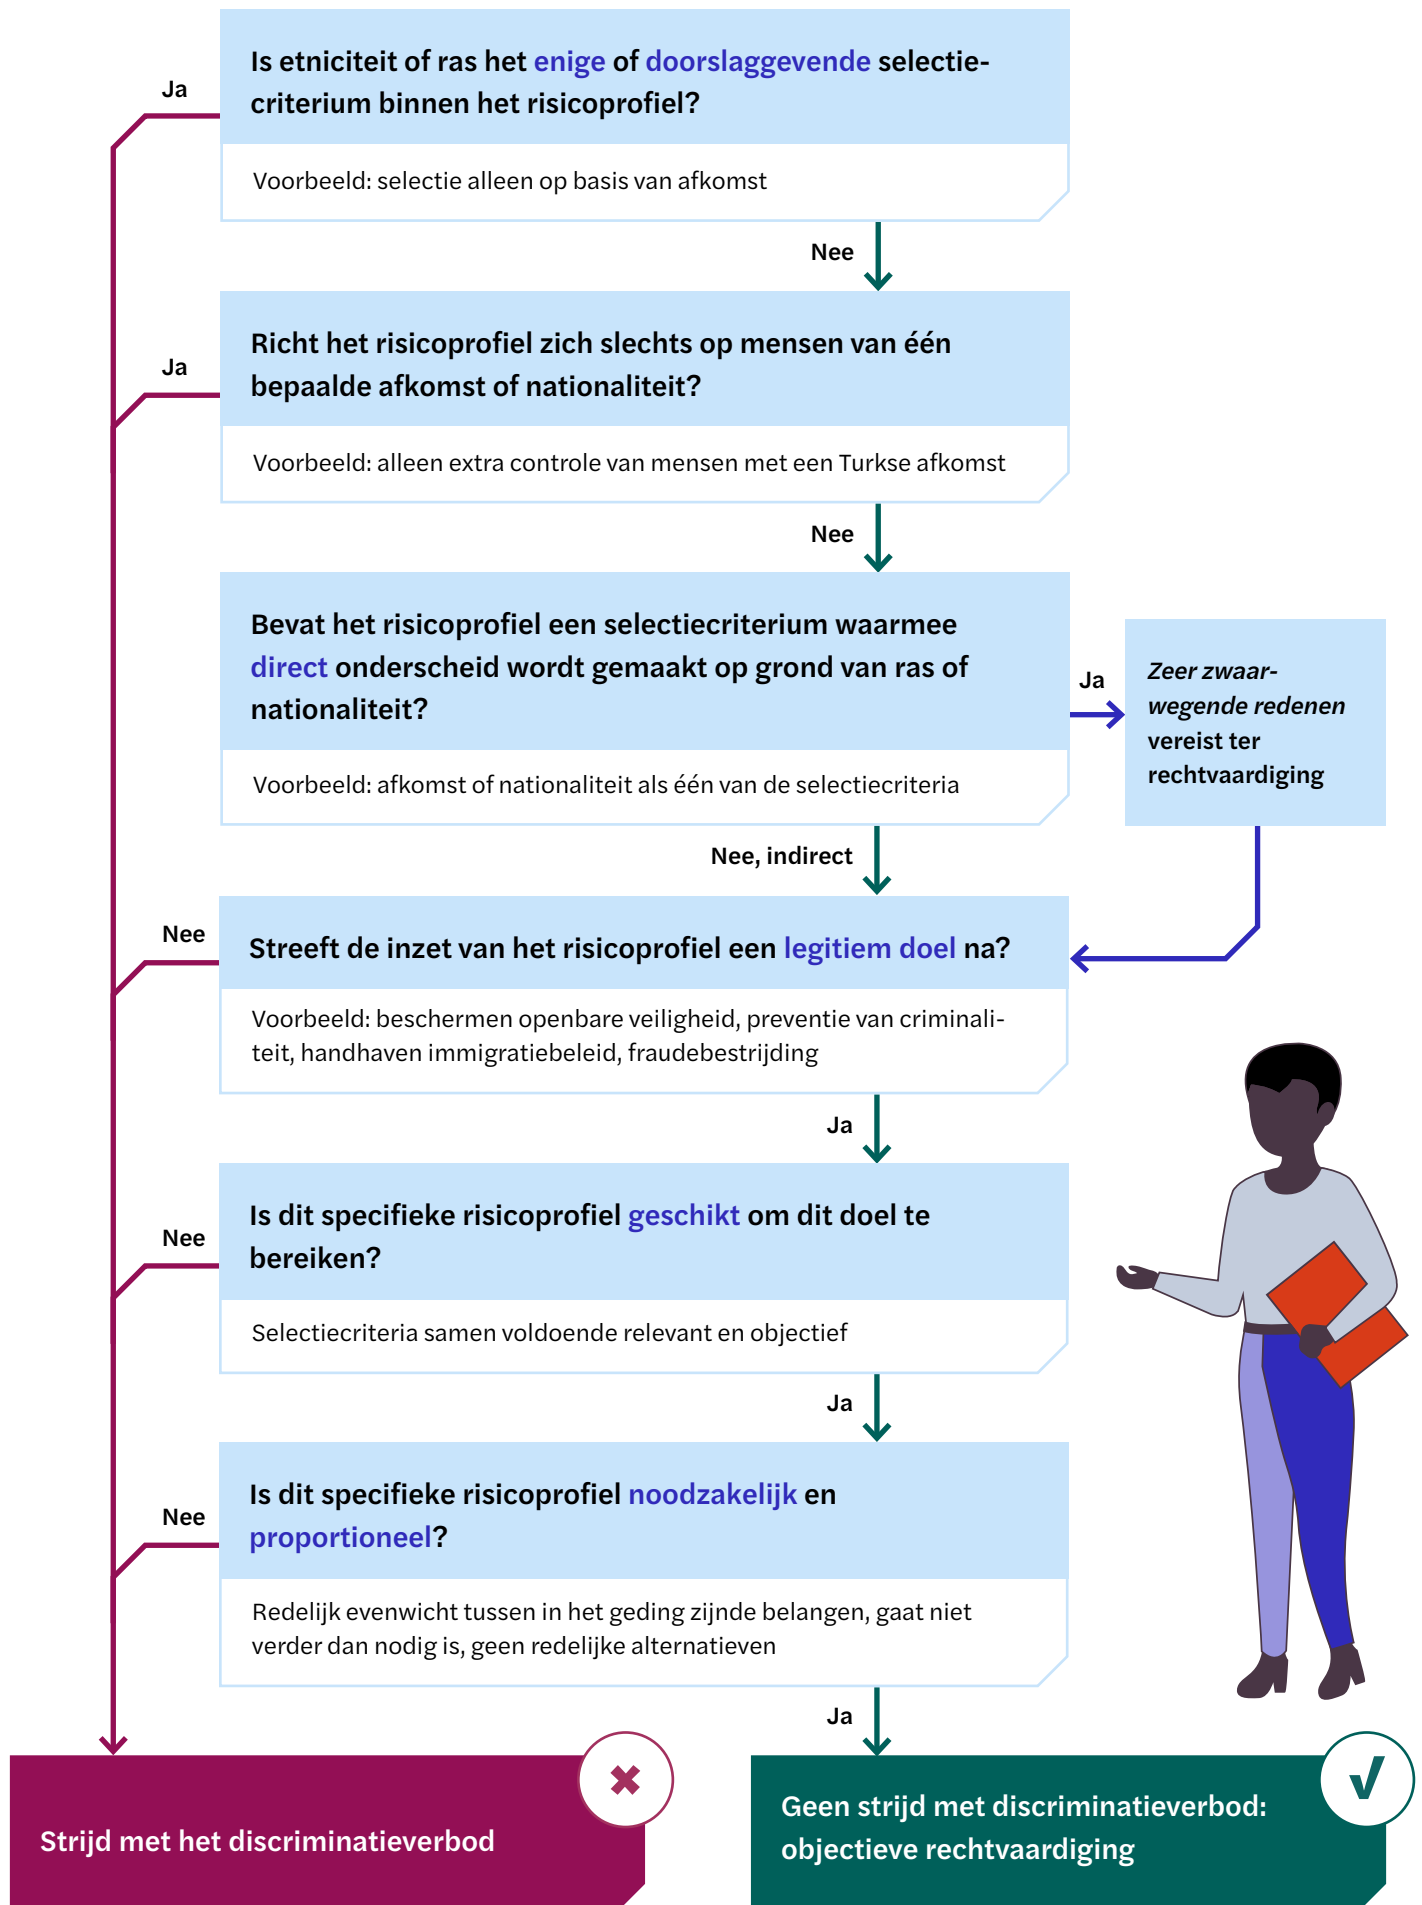 Is etniciteit of ras het enige of doorslaggevende selectie-
criterium binnen het risicoprofiel?
Ja
Voorbeeld: selectie alleen op basis van afkomst
Nee
Richt het risicoprofiel zich slechts op mensen van één
bepaalde afkomst of nationaliteit?
Ja
Voorbeeld: alleen extra controle van mensen met een Turkse afkomst
Nee
Bevat het risicoprofiel een selectiecriterium waarmee
direct onderscheid wordt gemaakt op grond van ras of
nationaliteit?
Voorbeeld: afkomst of nationaliteit als één van de selectiecriteria
Ja
Zeer zwaar-
wegende redenen
vereist ter
rechtvaardiging
Nee, indirect
Nee
Streeft de inzet van het risicoprofiel een legitiem doel na?
Voorbeeld: beschermen openbare veiligheid, preventie van criminali-
teit, handhaven immigratiebeleid, fraudebestrijding
Ja
Is dit specifieke risicoprofiel geschikt om dit doel te
bereiken?
Nee
Selectiecriteria samen voldoende relevant en objectief
Ja
Is dit specifieke risicoprofiel noodzakelijk en
proportioneel?
Nee
Redelijk evenwicht tussen in het geding zijnde belangen, gaat niet
verder dan nodig is, geen redelijke alternatieven
Ja
Strijd met het discriminatieverbod
Geen strijd met discriminatieverbod:
objectieve rechtvaardiging